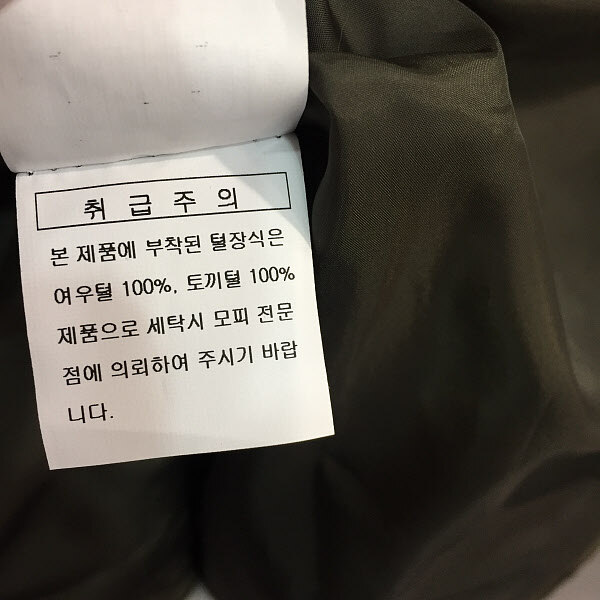 취 급 주 의
본 제품에 부착된 털장식은
여우털 100%, 토끼털 100%
제품으로 세탁시 모피 전문
점에 의뢰하여 주시기 바랍
니다.